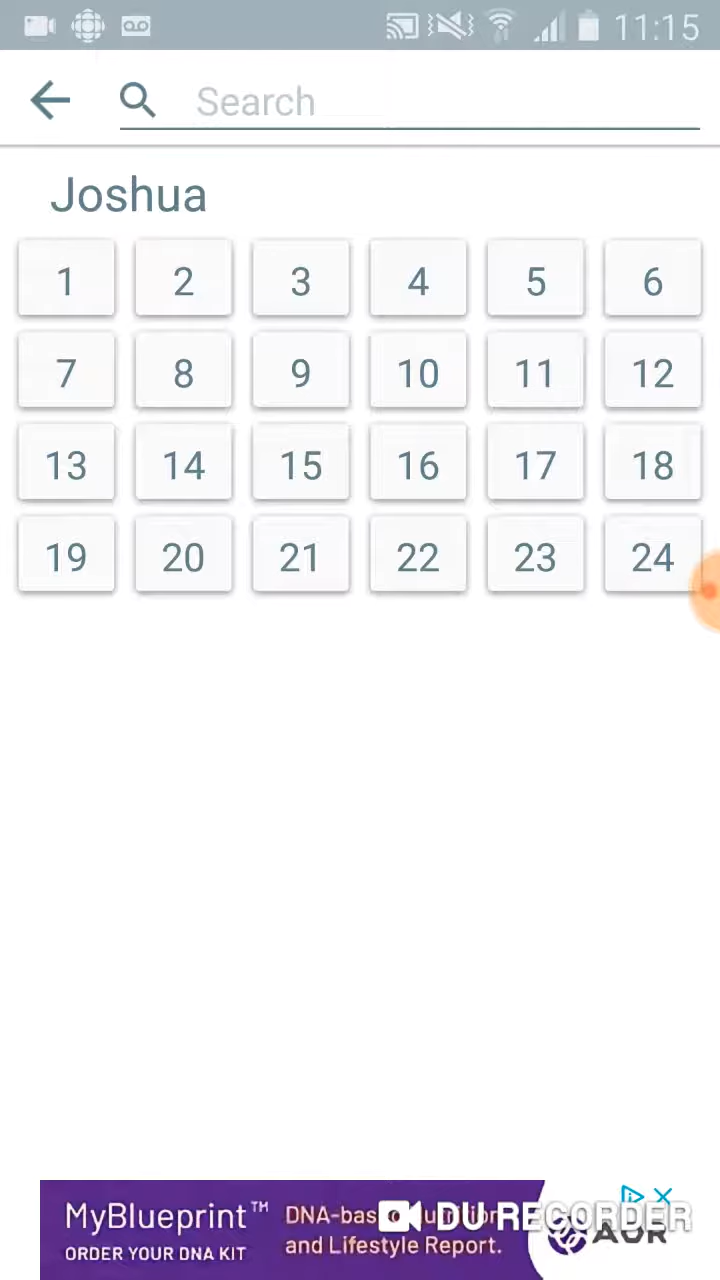 11:15
Search
Joshua
1 2 3 4 5 6
7 8 9 10 11 12
13 14 15 16 17 18
19 20 21 22 23 24
MyBlueprint™ DNA-based
ORDER YOUR DNA KIT and Lifestyle Report.
DU RECORDER